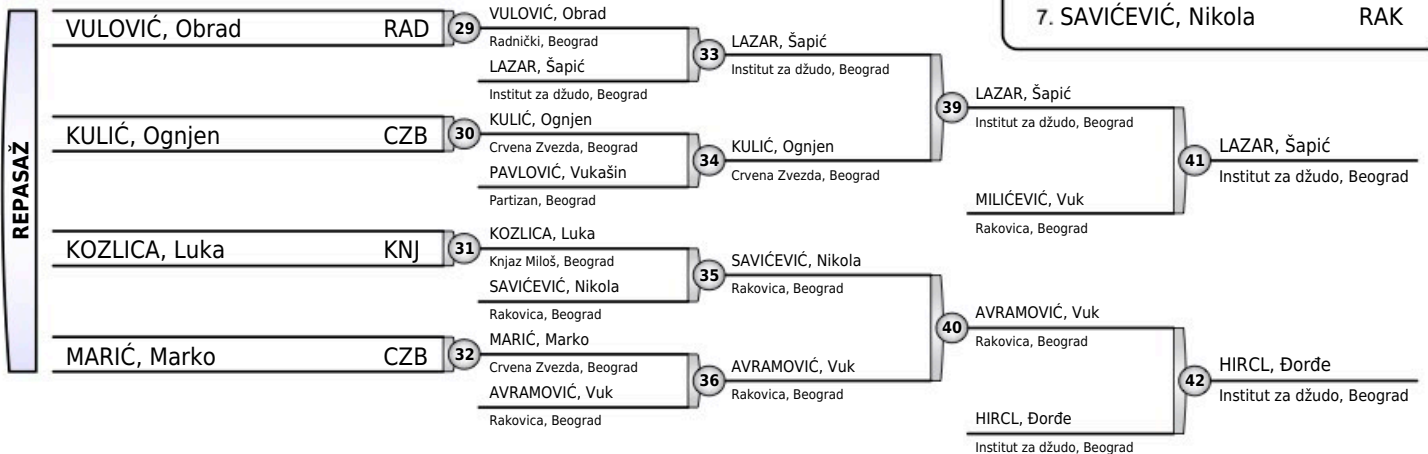 7. SAVIĆEVIĆ, Nikola RAK
REPASAŽ
VULOVIĆ, Obrad RAD
KULIĆ, Ognjen CZB
KOZLICA, Luka KNJ
MARIĆ, Marko CZB
29
VULOVIĆ, Obrad
Radnički, Beograd
LAZAR, Šapić
Institut za džudo, Beograd
30
KULIĆ, Ognjen
Crvena Zvezda, Beograd
PAVLOVIĆ, Vukašin
Partizan, Beograd
31
KOZLICA, Luka
Knjaz Miloš, Beograd
SAVIĆEVIĆ, Nikola
Rakovica, Beograd
32
MARIĆ, Marko
Crvena Zvezda, Beograd
AVRAMOVIĆ, Vuk
Rakovica, Beograd
33
LAZAR, Šapić
Institut za džudo, Beograd
34
KULIĆ, Ognjen
Crvena Zvezda, Beograd
35
SAVIĆEVIĆ, Nikola
Rakovica, Beograd
36
AVRAMOVIĆ, Vuk
Rakovica, Beograd
39
LAZAR, Šapić
Institut za džudo, Beograd
MILIĆEVIĆ, Vuk
Rakovica, Beograd
40
AVRAMOVIĆ, Vuk
Rakovica, Beograd
HIRCL, Đorđe
Institut za džudo, Beograd
41
LAZAR, Šapić
Institut za džudo, Beograd
42
HIRCL, Đorđe
Institut za džudo, Beograd